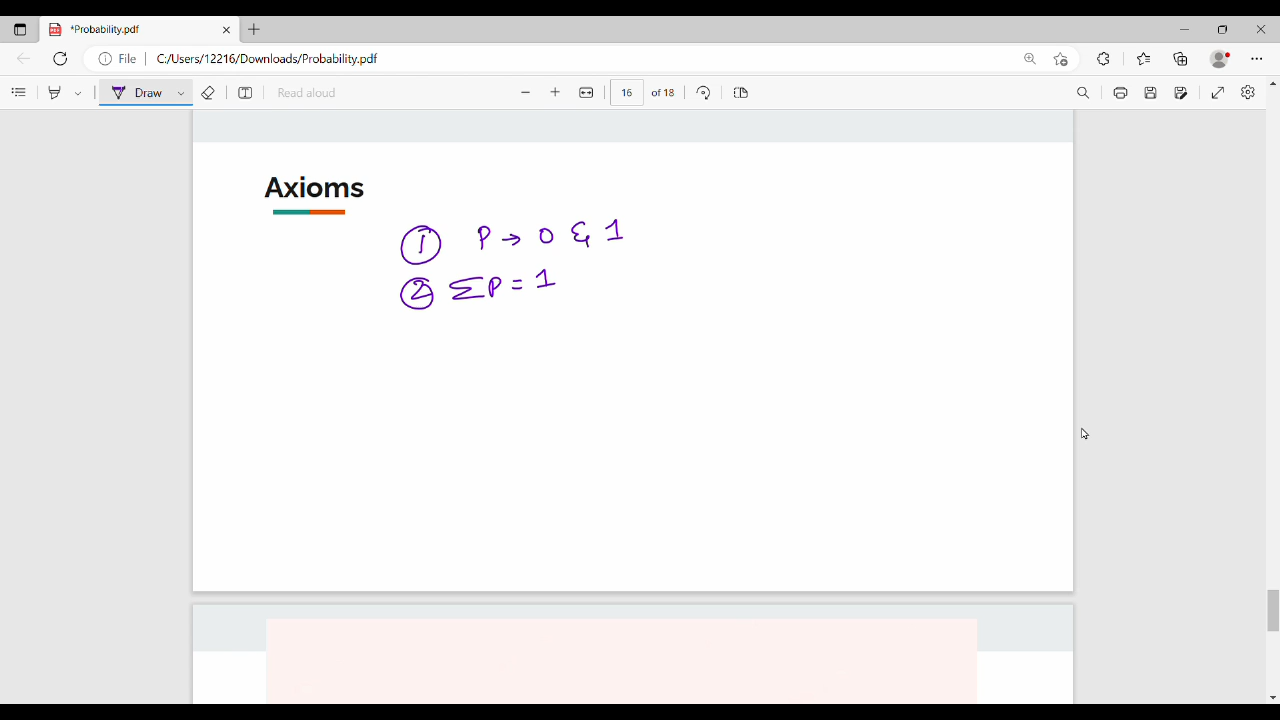 *Probability.pdf
File C:/Users/12216/Downloads/Probability.pdf
Draw Read aloud 16 of 18
Axioms
① P → 0 & 1
② ΣP = 1